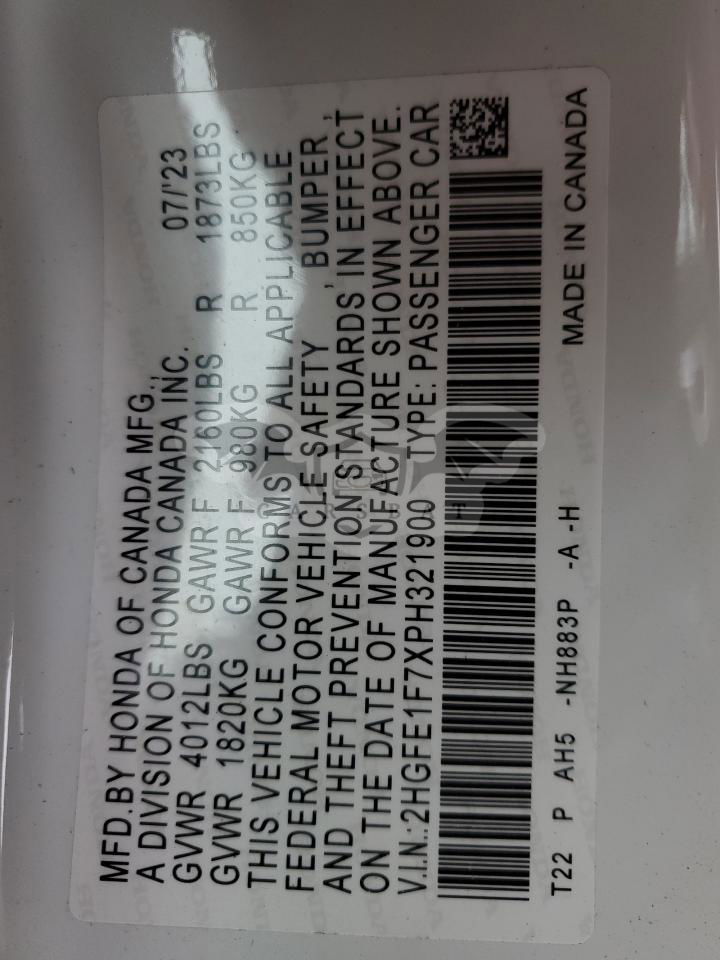 MFD.BY HONDA OF CANADA MFG.,
A DIVISION OF HONDA CANADA INC. 07/'23
GVWR 4012LBS GAWR F 2160LBS R 1873LBS
GVWR 1820KG GAWR F 980KG R 850KG
THIS VEHICLE CONFORMS TO ALL APPLICABLE
FEDERAL MOTOR VEHICLE SAFETY , BUMPER ,
AND THEFT PREVENTION STANDARDS IN EFFECT
ON THE DATE OF MANUFACTURE SHOWN ABOVE.
V.I.N.:2HGFE1F7XPH321900 TYPE: PASSENGER CAR
T22 P AH5 -NH883P -A -H MADE IN CANADA
CARSBAT